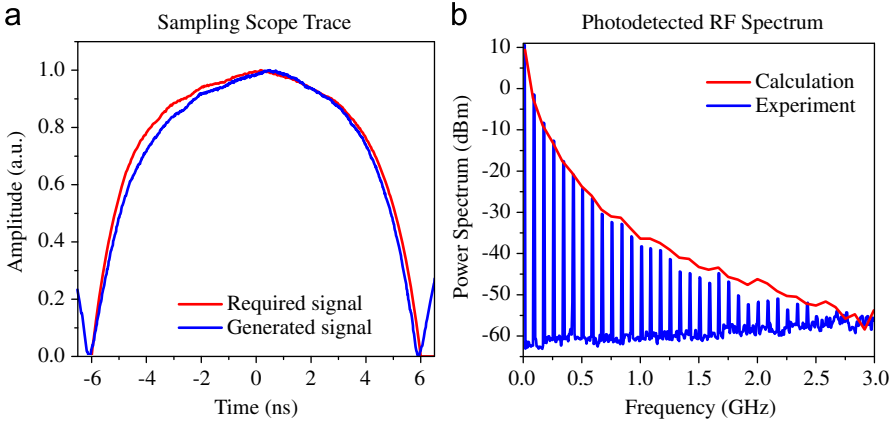 a
Sampling Scope Trace
Amplitude (a.u.)
1.0
0.8
0.6
0.4
0.2
0.0
Required signal
Generated signal
-6 -4 -2 0 2 4 6
Time (ns)
b
Photodetected RF Spectrum
Power Spectrum (dBm)
10
0
-10
-20
-30
-40
-50
-60
Calculation
Experiment
0.0 0.5 1.0 1.5 2.0 2.5 3.0
Frequency (GHz)